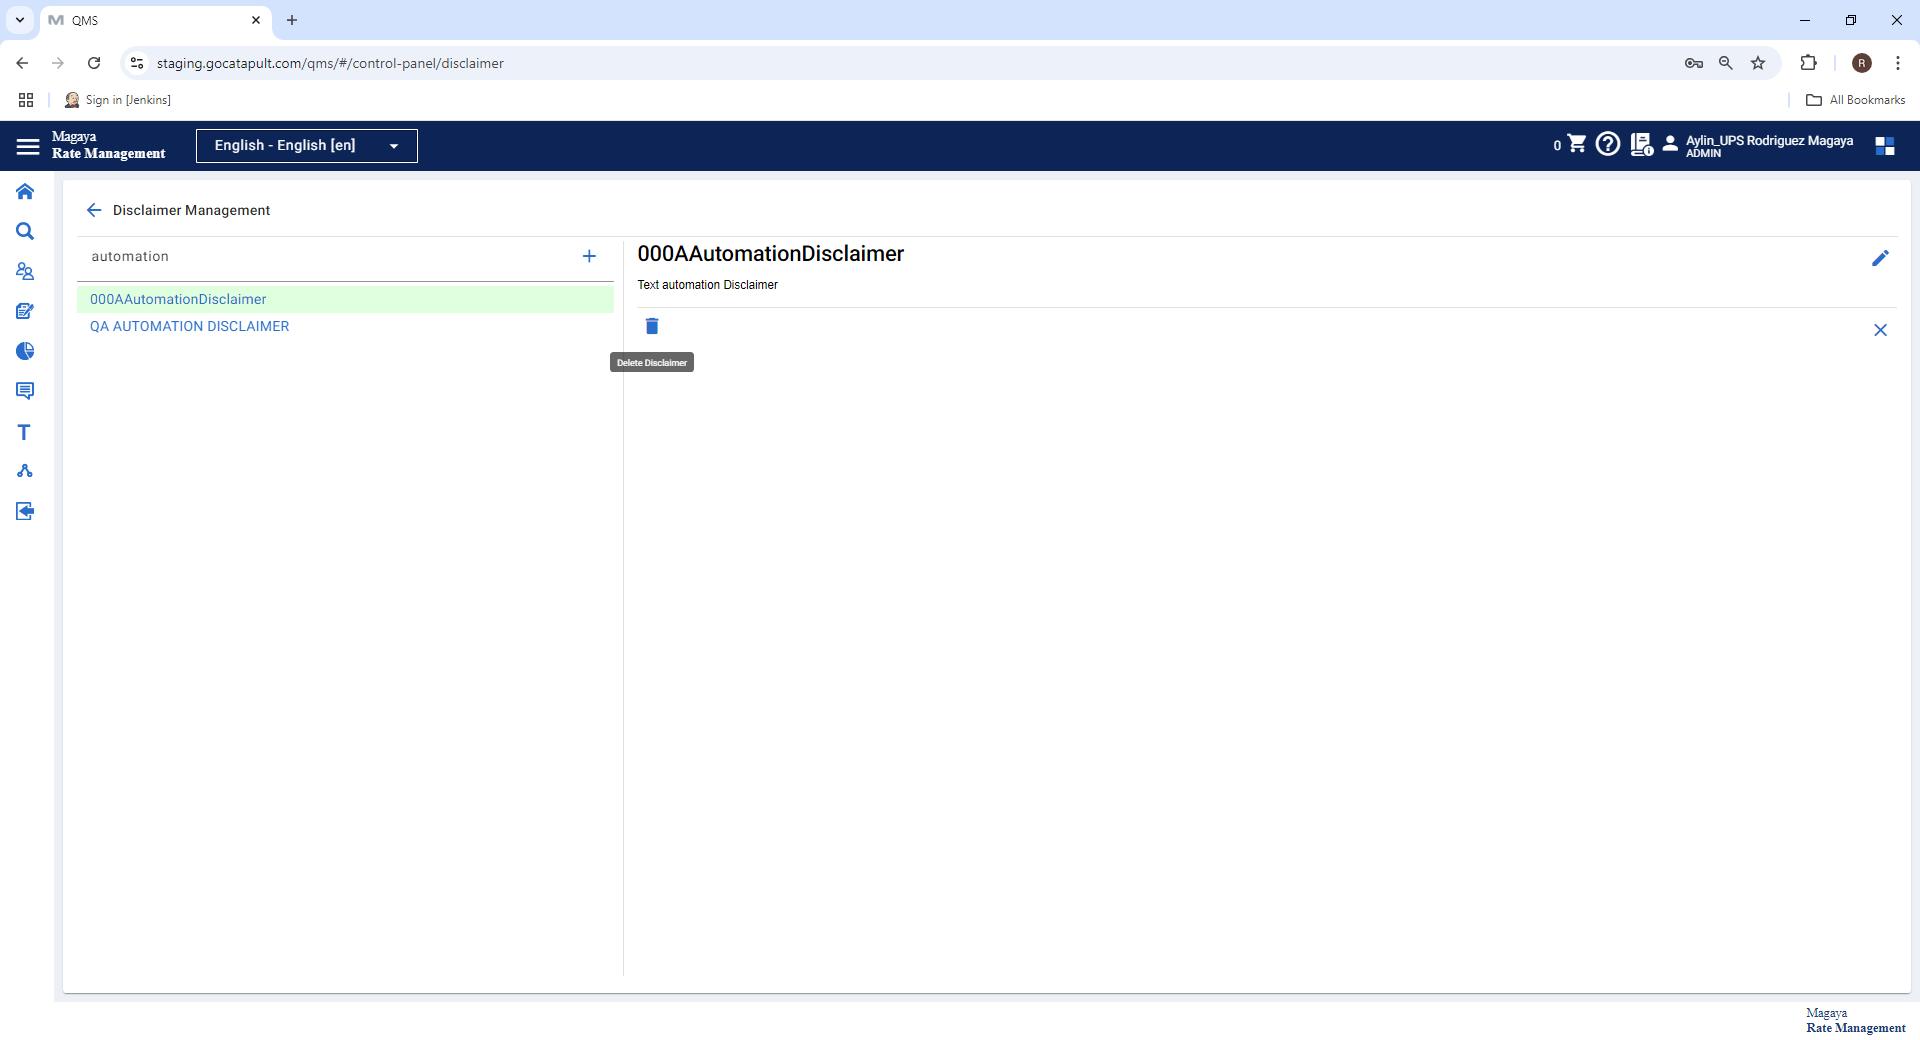 QMS
staging.gocatapult.com/qms/#/control-panel/disclaimer
R
Sign in [Jenkins]
All Bookmarks
Magaya
Rate Management
English - English [en]
0
Aylin_UPS Rodriguez Magaya
ADMIN
Disclaimer Management
automation
000AAutomationDisclaimer
QA AUTOMATION DISCLAIMER
000AAutomationDisclaimer
Text automation Disclaimer
Delete Disclaimer
Magaya
Rate Management